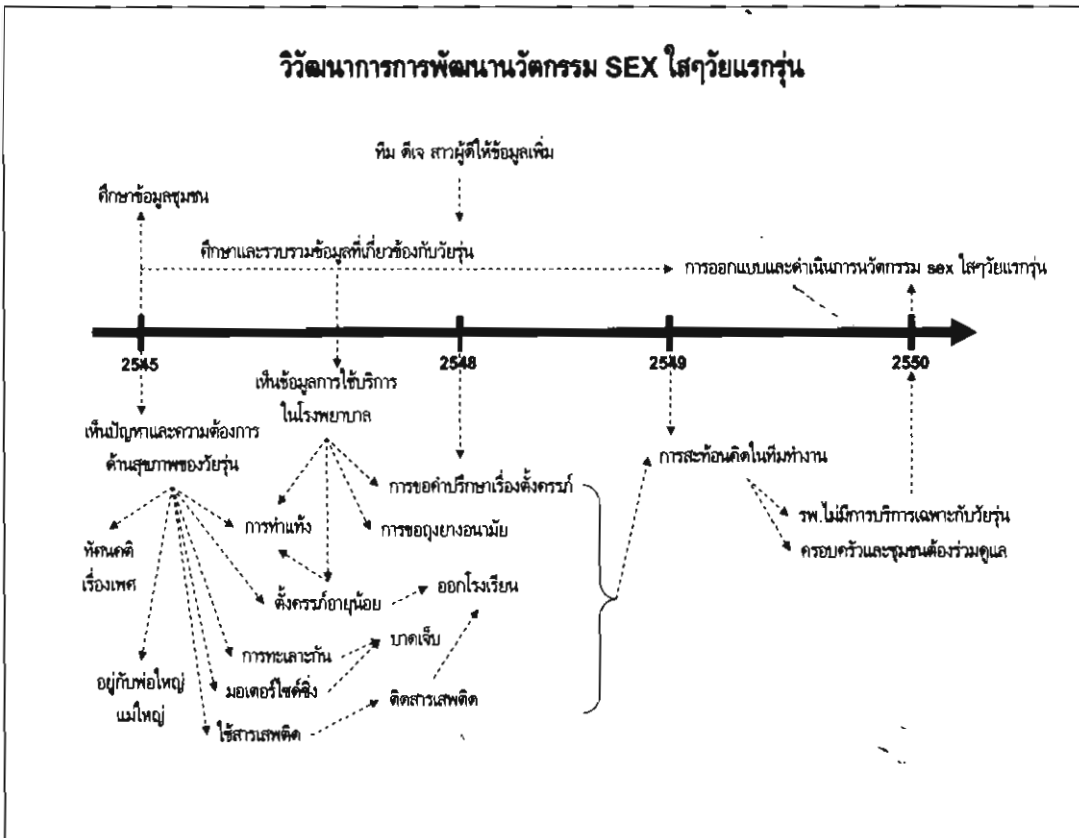 วิวัฒนาการการพัฒนานวัตกรรม SEX ใสๆวัยแรกรุ่น
ทีม ดีเจ สาวผู้ดีให้ข้อมูลเพิ่ม
ศึกษาข้อมูลชุมชน
ศึกษาและรวบรวมข้อมูลที่เกี่ยวข้องกับวัยรุ่น
การออกแบบและดำเนินการนวัตกรรม sex ใสๆวัยแรกรุ่น
2545
2548
2549
2550
เห็นข้อมูลการใช้บริการ
ในโรงพยาบาล
เห็นปัญหาและความต้องการ
ด้านสุขภาพของวัยรุ่น
การสะท้อนคิดในทีมทำงาน
การขอคำปรึกษาเรื่องตั้งครรภ์
การทำแท้ง
การขอถุงยางอนามัย
รพ.ไม่มีการบริการเฉพาะกับวัยรุ่น
ครอบครัวและชุมชนต้องร่วมดูแล
ทัศนคติ
เรื่องเพศ
ตั้งครรภ์อายุน้อย
ออกโรงเรียน
การทะเลาะกัน
บาดเจ็บ
อยู่กับพ่อใหญ่
แม่ใหญ่
มอเตอร์ไซด์ซิ่ง
ติดสารเสพติด
ใช้สารเสพติด